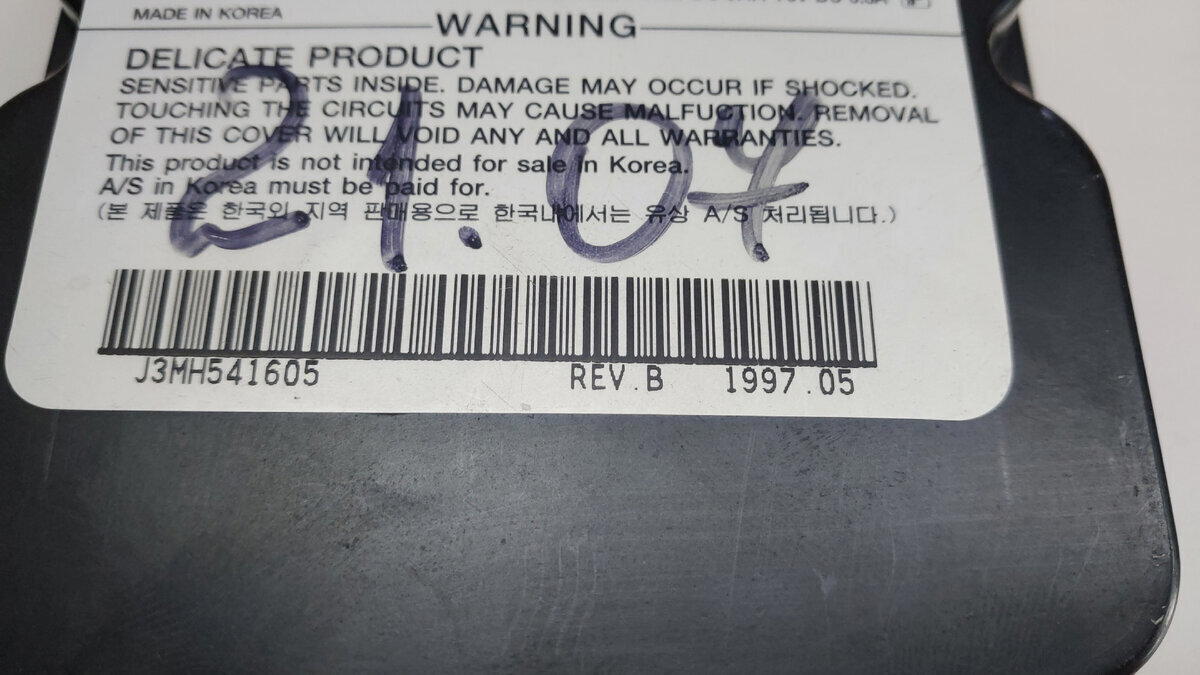 MADE IN KOREA
WARNING
DELICATE PRODUCT
SENSITIVE PARTS INSIDE. DAMAGE MAY OCCUR IF SHOCKED.
TOUCHING THE CIRCUITS MAY CAUSE MALFUCTION. REMOVAL
OF THIS COVER WILL VOID ANY AND ALL WARRANTIES.
This product is not intended for sale in Korea.
A/S in Korea must be paid for.
(본 제품은 한국외 지역 판매용으로 한국내에서는 유상 A/S 처리됩니다.)
21.07
J3MH541605 REV.B 1997.05